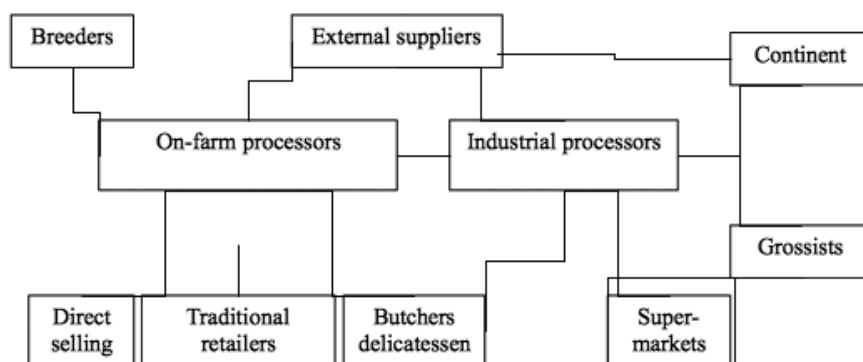 Breeders
External suppliers
Continent
On-farm processors
Industrial processors
Grossists
Direct
selling
Traditional
retailers
Butchers
delicatessen
Super-
markets